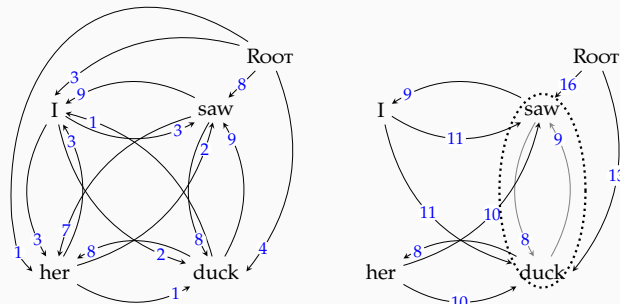 ROOT ROOT
3 8 16
9 9
I saw I saw
1 3 11 9
3 2 9
7 10 13
3 8 11 8
1 8 2 4 8
her duck her duck
1 10